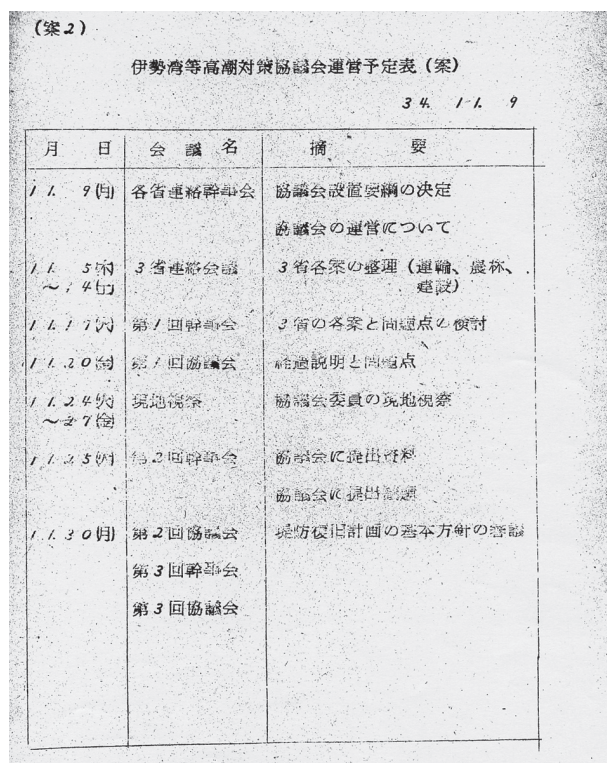 (案2)
伊勢湾等高潮対策協議会運営予定表(案)
34. 11. 9
月 日 会議名 摘要
11. 9(月) 各省連絡幹事会 協議会設置要綱の決定
協議会の運営について
11. 5(木) 3省連絡会議 3省各案の整理(運輸、農林、
~14(土) 建設)
11.17(火) 第1回幹事会 3省の各案と問題点の検討
11.20(金) 第1回協議会 経過説明と問題点
11.24(火) 現地視察 協議会委員の現地視察
~27(金)
11.25 第2回幹事会 協議会に提出資料
協議会に提出議題
11.30(月) 第2回協議会 堤防復旧計画の基本方針の審議
第3回幹事会
第3回協議会